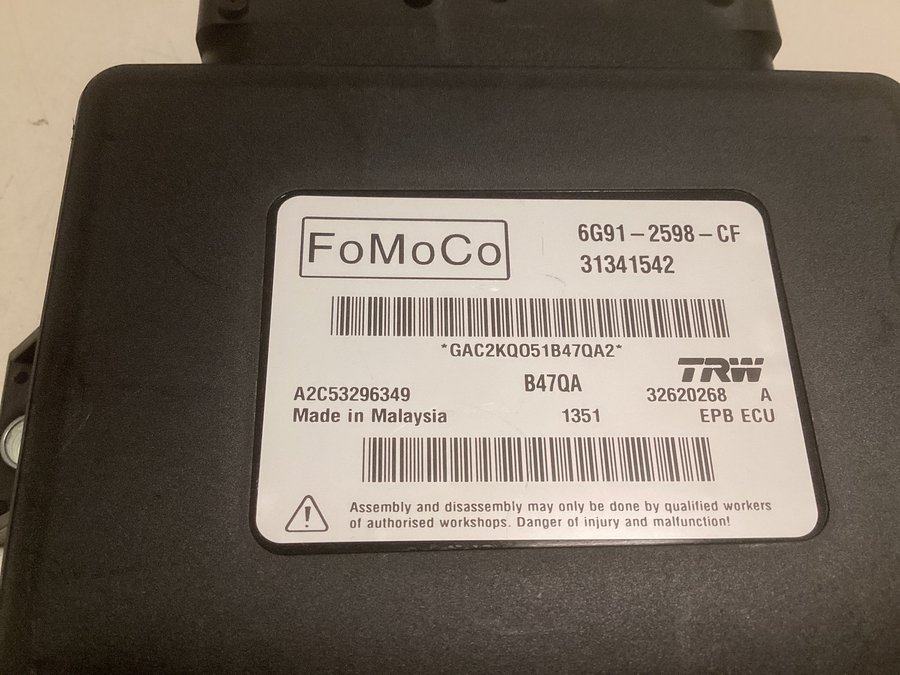 FoMoCo
6G91-2598-CF
31341542
*GAC2KQ051B47QA2*
TRW
A2C53296349 B47QA 32620268 A
Made in Malaysia 1351 EPB ECU
Assembly and disassembly may only be done by qualified workers
of authorised workshops. Danger of injury and malfunction!